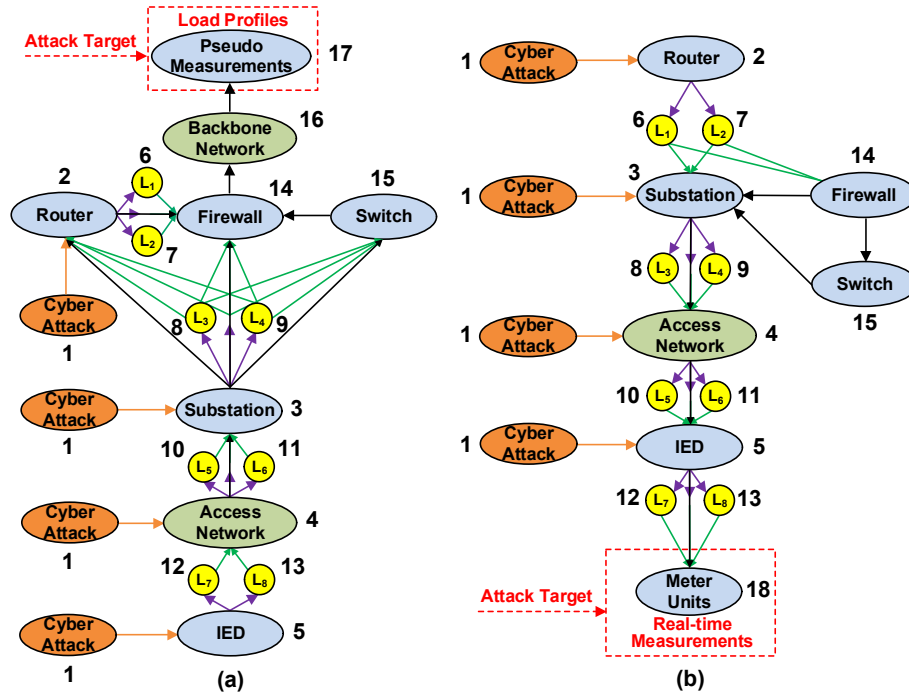 Load Profiles
Attack Target
Pseudo
Measurements
17
Backbone
Network
16
2
6
L1
14
15
Router
Firewall
Switch
L2
7
Cyber
Attack
1
8
L3
L4
9
Cyber
Attack
1
Substation
3
10
11
L5
L6
Cyber
Attack
1
Access
Network
4
12
13
L7
L8
Cyber
Attack
1
IED
5
(a)
1
Cyber
Attack
Router
2
6
7
L1
L2
14
Firewall
3
1
Cyber
Attack
Substation
8
L3
L4
9
Switch
15
1
Cyber
Attack
Access
Network
4
10
L5
L6
11
1
Cyber
Attack
IED
5
12
L7
L8
13
Attack Target
Meter
Units
18
Real-time
Measurements
(b)